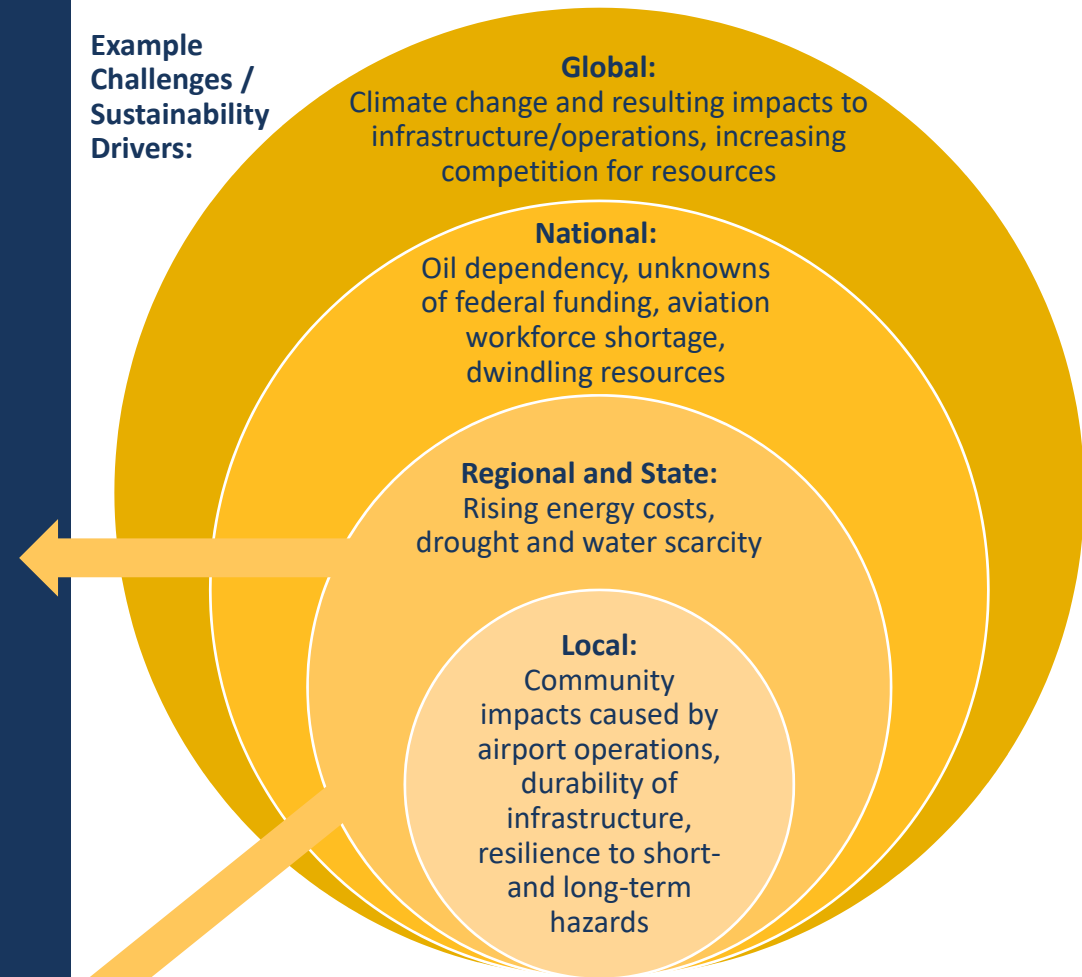 Example
Challenges /
Sustainability
Drivers:
Global:
Climate change and resulting impacts to
infrastructure/operations, increasing
competition for resources
National:
Oil dependency, unknowns
of federal funding, aviation
workforce shortage,
dwindling resources
Regional and State:
Rising energy costs,
drought and water scarcity
Local:
Community
impacts caused by
airport operations,
durability of
infrastructure,
resilience to short-
and long-term
hazards